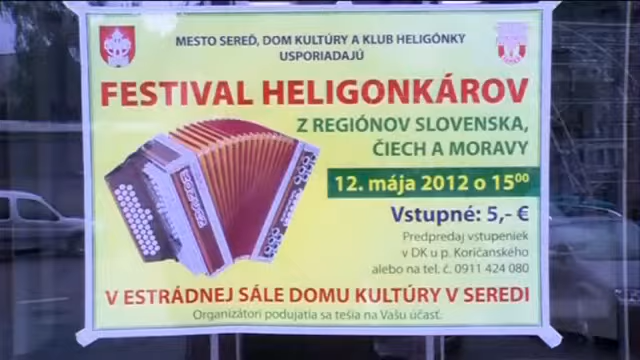 MESTO SEREĎ, DOM KULTÚRY A KLUB HELIGÓNKY
USPORIADAJÚ
FESTIVAL HELIGONKÁROV
Z REGIÓNOV SLOVENSKA,
ČIECH A MORAVY
12. mája 2012 o 15⁰⁰
Vstupné: 5,- €
Predpredaj vstupeniek
v DK u p. Koričanského
alebo na tel. č. 0911 424 080
V ESTRÁDNEJ SÁLE DOMU KULTÚRY V SEREDI
Organizátori podujatia sa tešia na Vašu účasť.